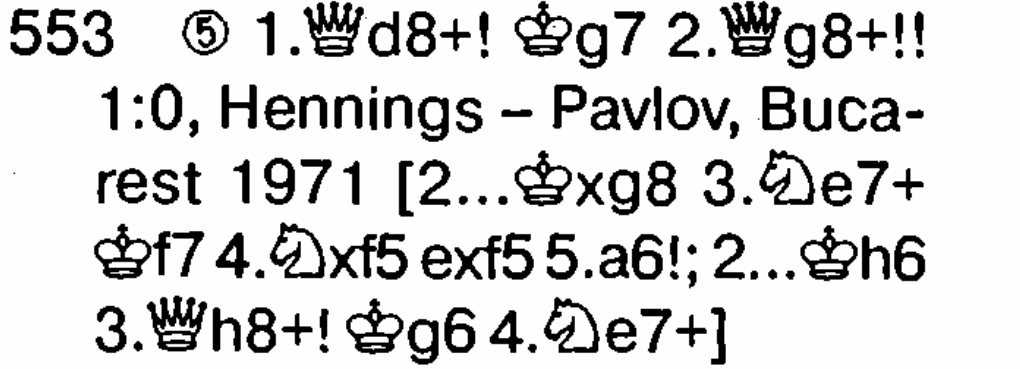 553 ⑤ 1.♕d8+! ♔g7 2.♕g8+!!
1:0, Hennings – Pavlov, Buca-
rest 1971 [2...♔xg8 3.♘e7+
♔f7 4.♘xf5 exf5 5.a6!; 2...♔h6
3.♕h8+! ♔g6 4.♘e7+]